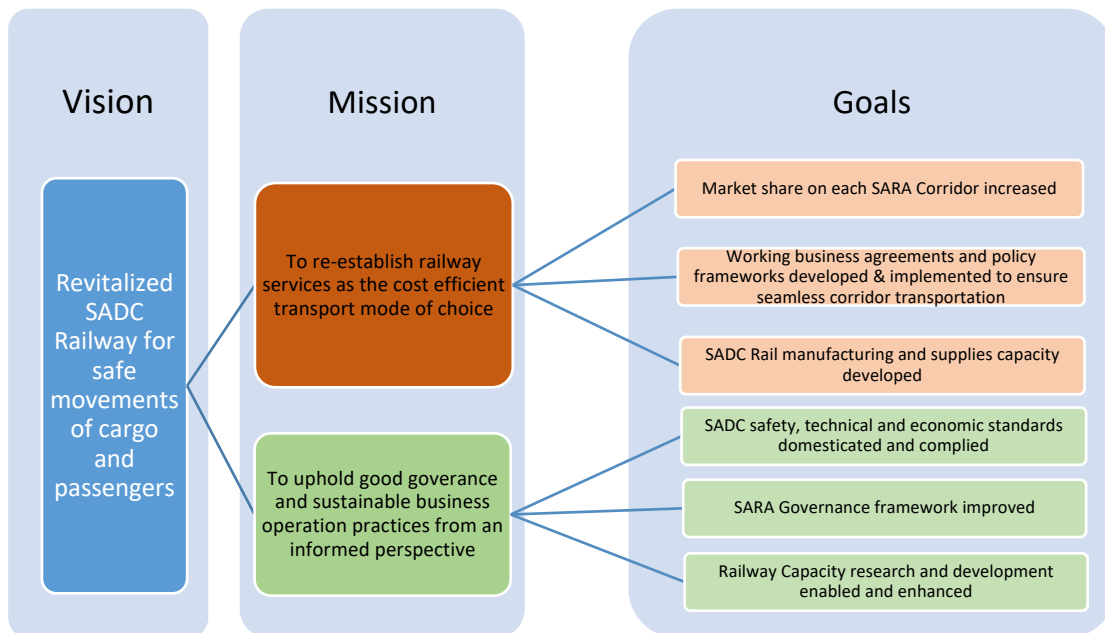 Vision
Revitalized
SADC
Railway for
safe
movements
of cargo
and
passengers
Mission
To re-establish railway
services as the cost efficient
transport mode of choice
To uphold good goverance
and sustainable business
operation practices from an
informed perspective
Goals
Market share on each SARA Corridor increased
Working business agreements and policy
frameworks developed & implemented to ensure
seamless corridor transportation
SADC Rail manufacturing and supplies capacity
developed
SADC safety, technical and economic standards
domesticated and complied
SARA Governance framework improved
Railway Capacity research and development
enabled and enhanced